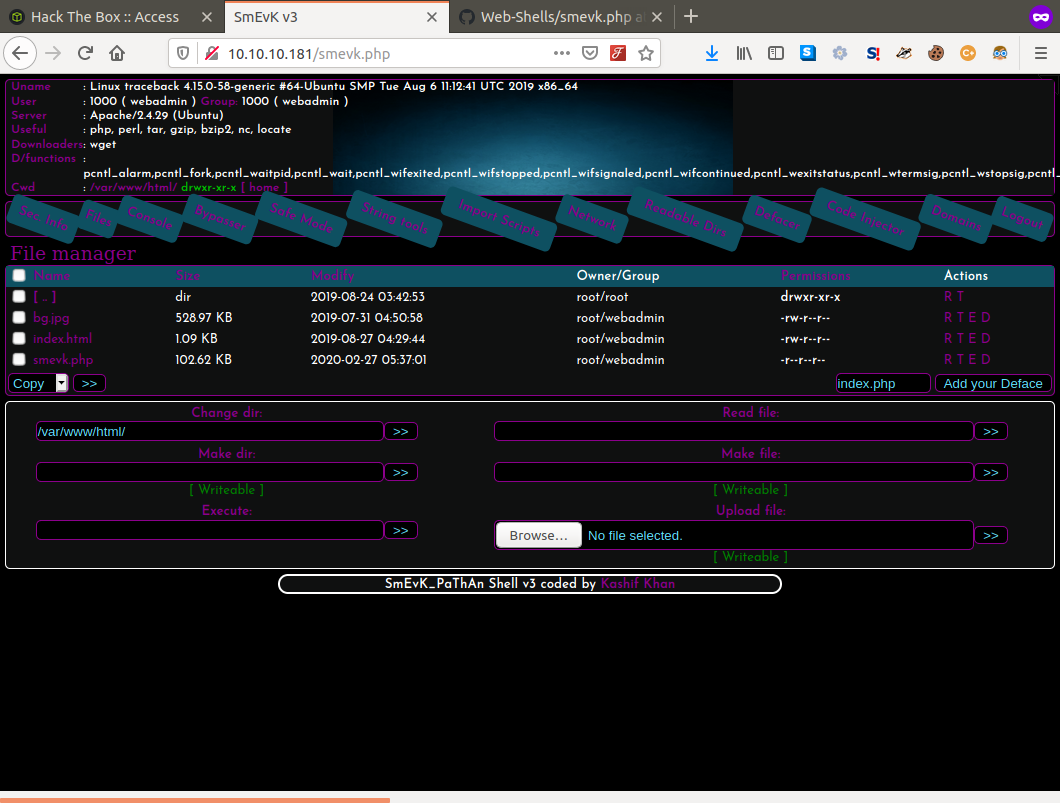 Hack The Box :: Access
SmEvK v3
Web-Shells/smevk.php a
10.10.10.181/smevk.php
Uname : Linux traceback 4.15.0-58-generic #64-Ubuntu SMP Tue Aug 6 11:12:41 UTC 2019 x86_64
User : 1000 ( webadmin ) Group: 1000 ( webadmin )
Server : Apache/2.4.29 (Ubuntu)
Useful : php, perl, tar, gzip, bzip2, nc, locate
Downloaders: wget
D/functions :
pcntl_alarm,pcntl_fork,pcntl_waitpid,pcntl_wait,pcntl_wifexited,pcntl_wifstopped,pcntl_wifsignaled,pcntl_wifcontinued,pcntl_wexitstatus,pcntl_wtermsig,pcntl_wstopsig,pcntl_
Cwd : /var/www/html/ drwxr-xr-x [ home ]
Sec. Info Files Console Bypasser Safe Mode String tools Import Scripts Network Readable Dirs Defacer Code Injector Domains Logout
File manager
Name Size Modify Owner/Group Permissions Actions
[ .. ] dir 2019-08-24 03:42:53 root/root drwxr-xr-x R T
bg.jpg 528.97 KB 2019-07-31 04:50:58 root/webadmin -rw-r--r-- R T E D
index.html 1.09 KB 2019-08-27 04:29:44 root/webadmin -rw-r--r-- R T E D
smevk.php 102.62 KB 2020-02-27 05:37:01 root/webadmin -r--r--r-- R T E D
Copy >> index.php Add your Deface
Change dir: Read file:
/var/www/html/ >> >>
Make dir: Make file:
>> >>
[ Writeable ] [ Writeable ]
Execute: Upload file:
>> Browse... No file selected. >>
[ Writeable ]
SmEvK_PaThAn Shell v3 coded by Kashif Khan